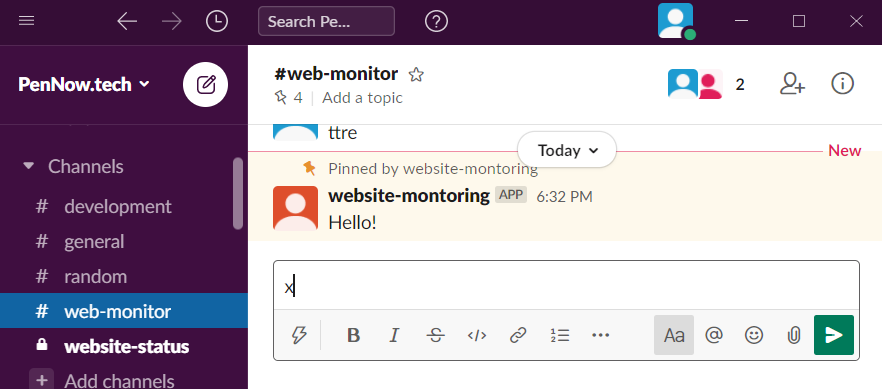 Search Pe...
PenNow.tech
Channels
# development
# general
# random
# web-monitor
website-status
+ Add channels
#web-monitor
4 | Add a topic
2
ttre
Today
New
Pinned by website-montoring
website-montoring APP 6:32 PM
Hello!
x
B I S </> Aa @